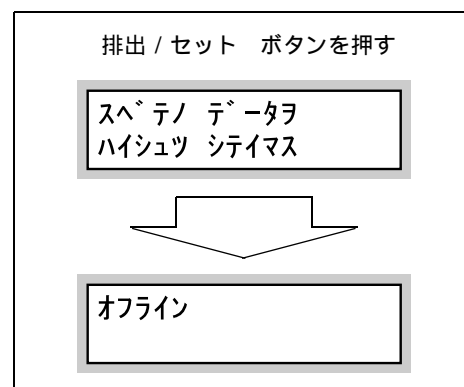 排出 / セット　ボタンを押す
スベテノ データヲ
ハイシュツ シテイマス
オフライン